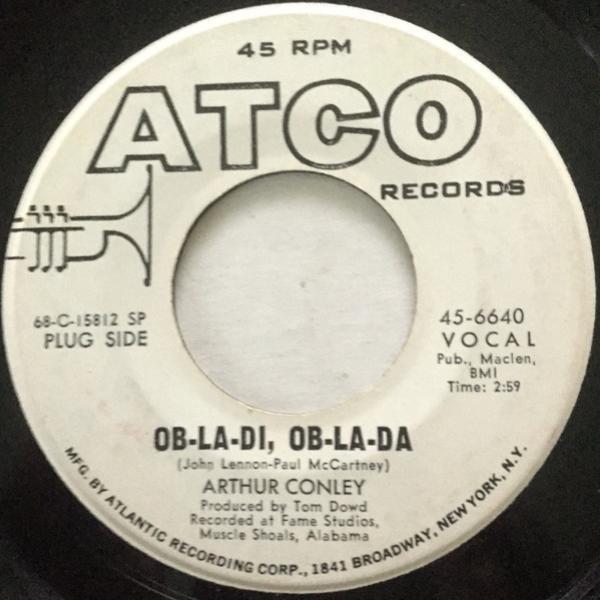 45 RPM
ATCO
RECORDS
68-C-15812 SP
PLUG SIDE
45-6640
VOCAL
Pub., Maclen,
BMI
Time: 2:59
OB-LA-DI, OB-LA-DA
(John Lennon-Paul McCartney)
ARTHUR CONLEY
Produced by Tom Dowd
Recorded at Fame Studios,
Muscle Shoals, Alabama
MFG. BY ATLANTIC RECORDING CORP., 1841 BROADWAY, NEW YORK, N.Y.